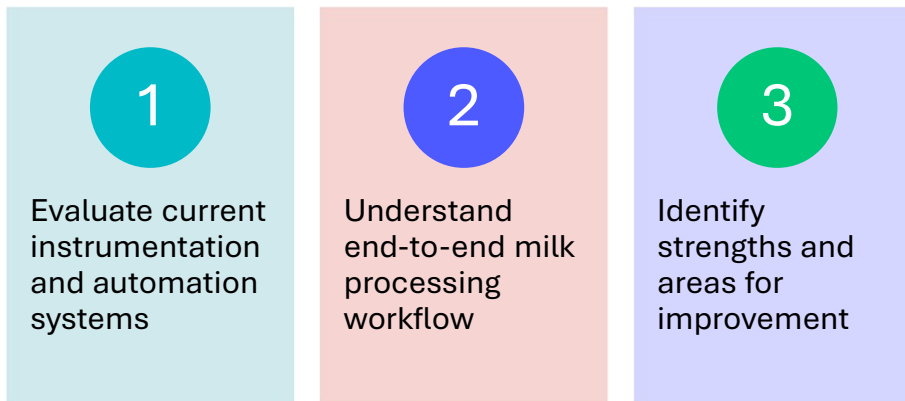 1
Evaluate current
instrumentation
and automation
systems
2
Understand
end-to-end milk
processing
workflow
3
Identify
strengths and
areas for
improvement